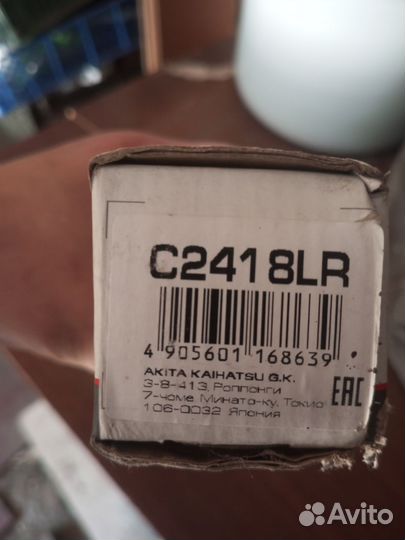 C2418LR
4 905601 168639
AKITA KAIHATSU G.K.
3-8-413, Роппонги
7-чоме Минато-ку, Токио
106-0032 Япония
EAC
Avito